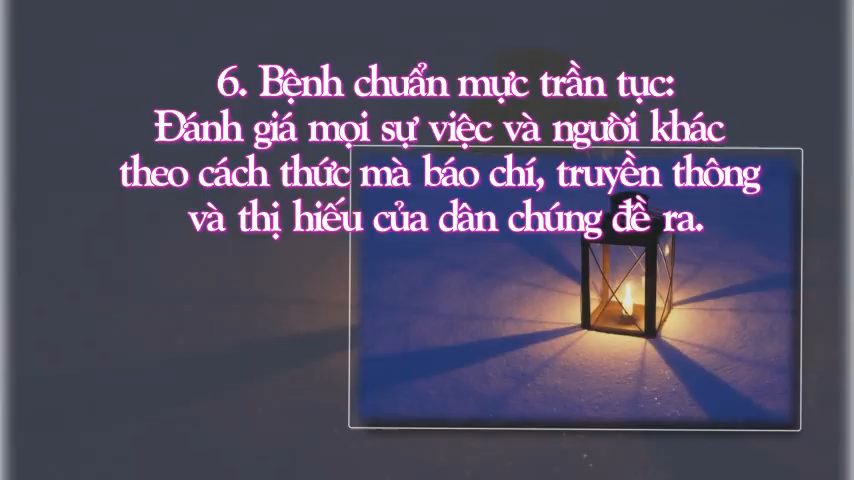 6. Bệnh chuẩn mực trần tục:
Đánh giá mọi sự việc và người khác
theo cách thức mà báo chí, truyền thông
và thị hiếu của dân chúng đề ra.